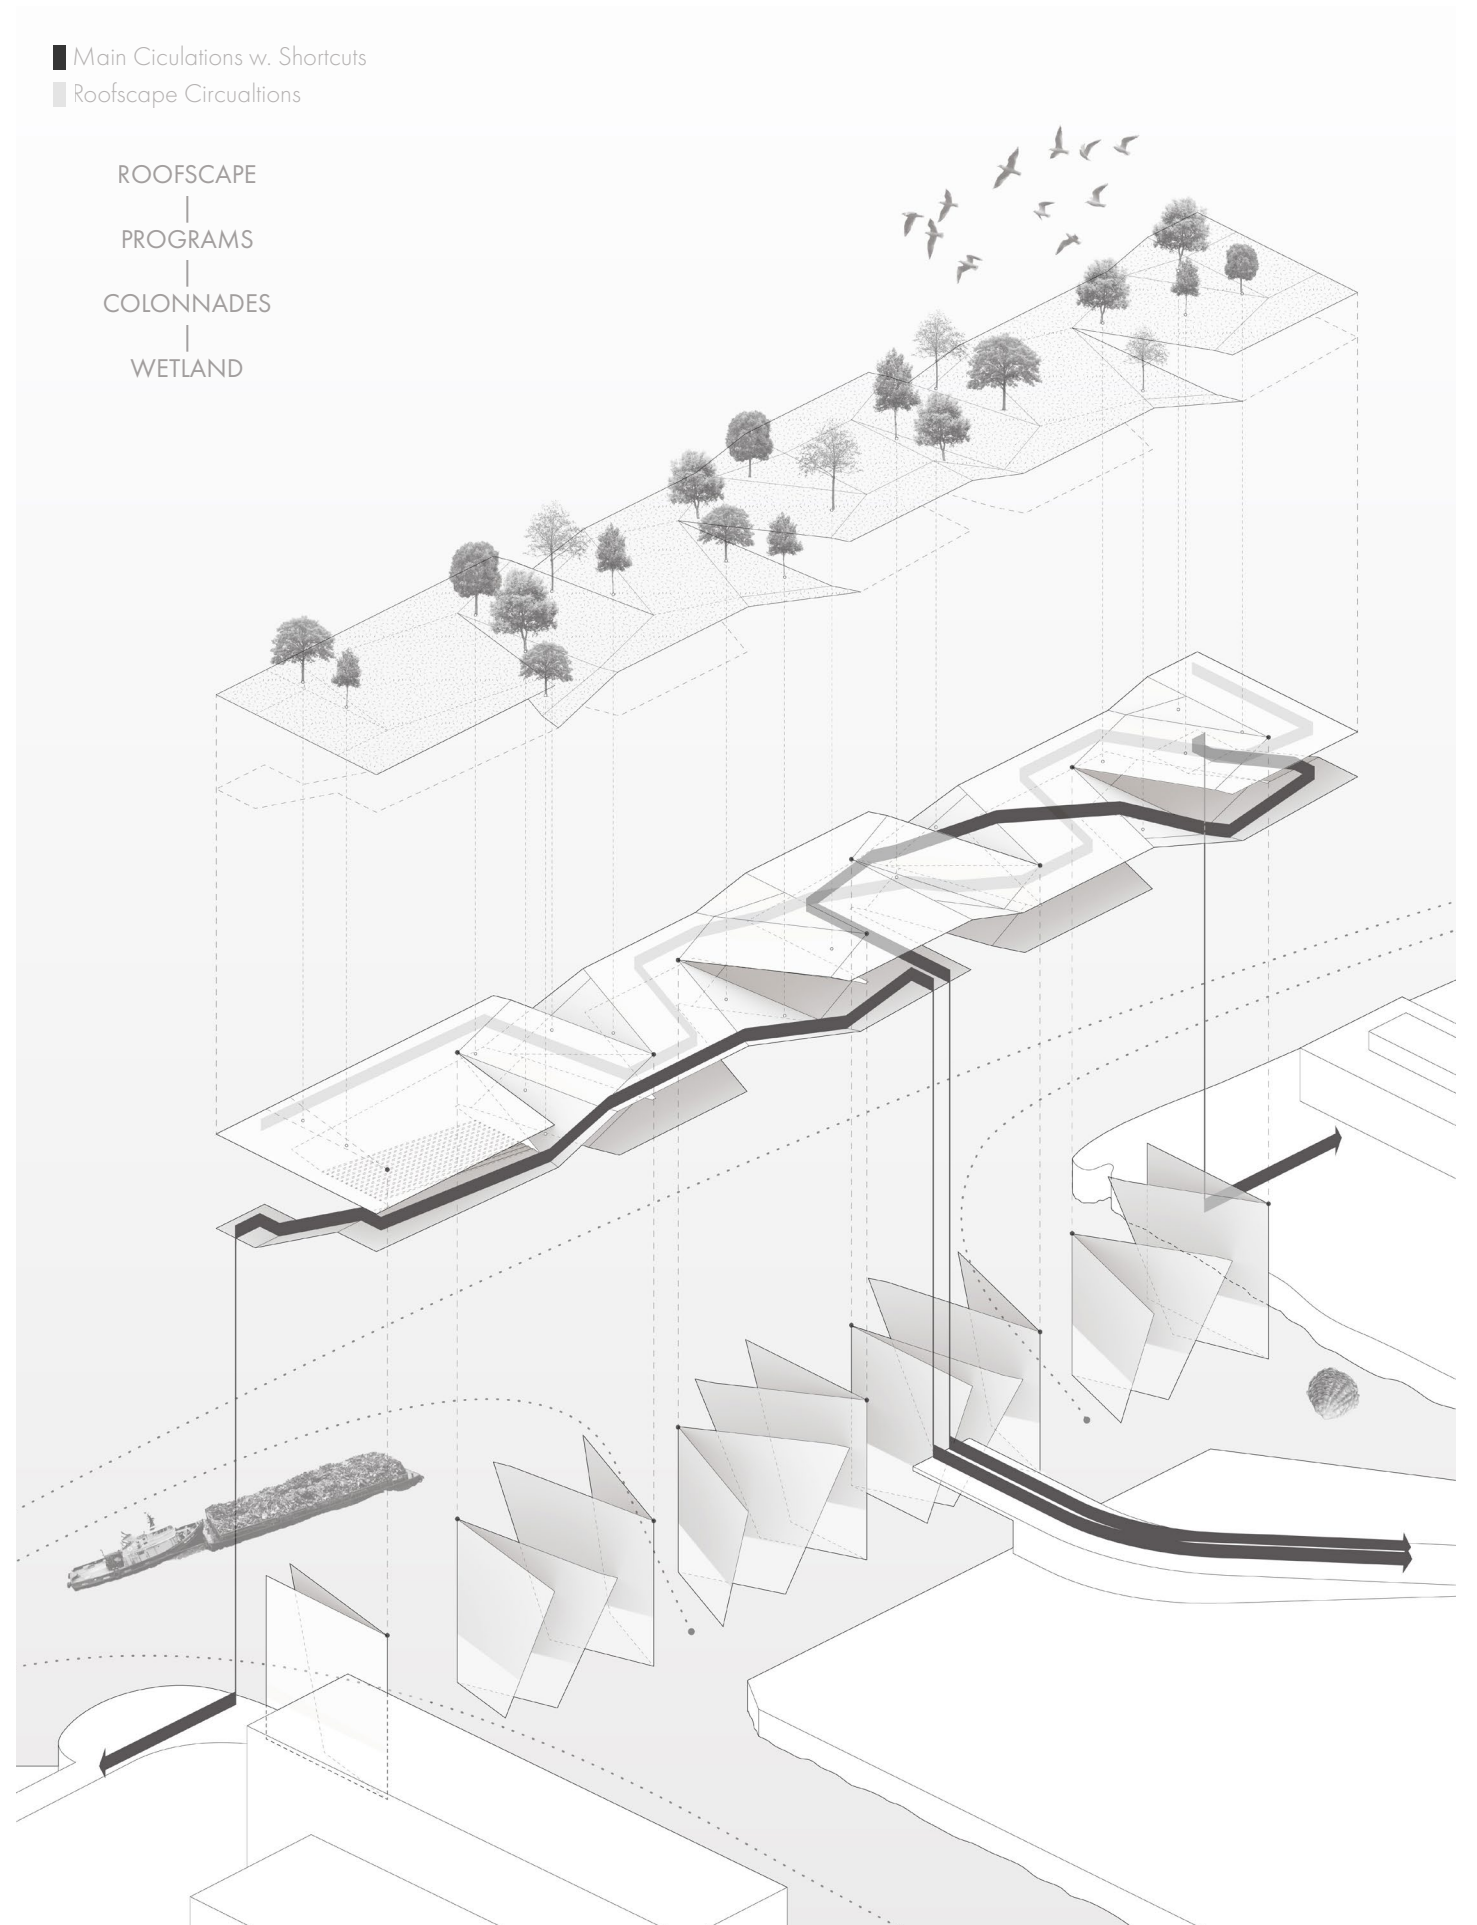 Main Ciculations w. Shortcuts
Roofscape Circualtions
ROOFSCAPE
PROGRAMS
COLONNADES
WETLAND